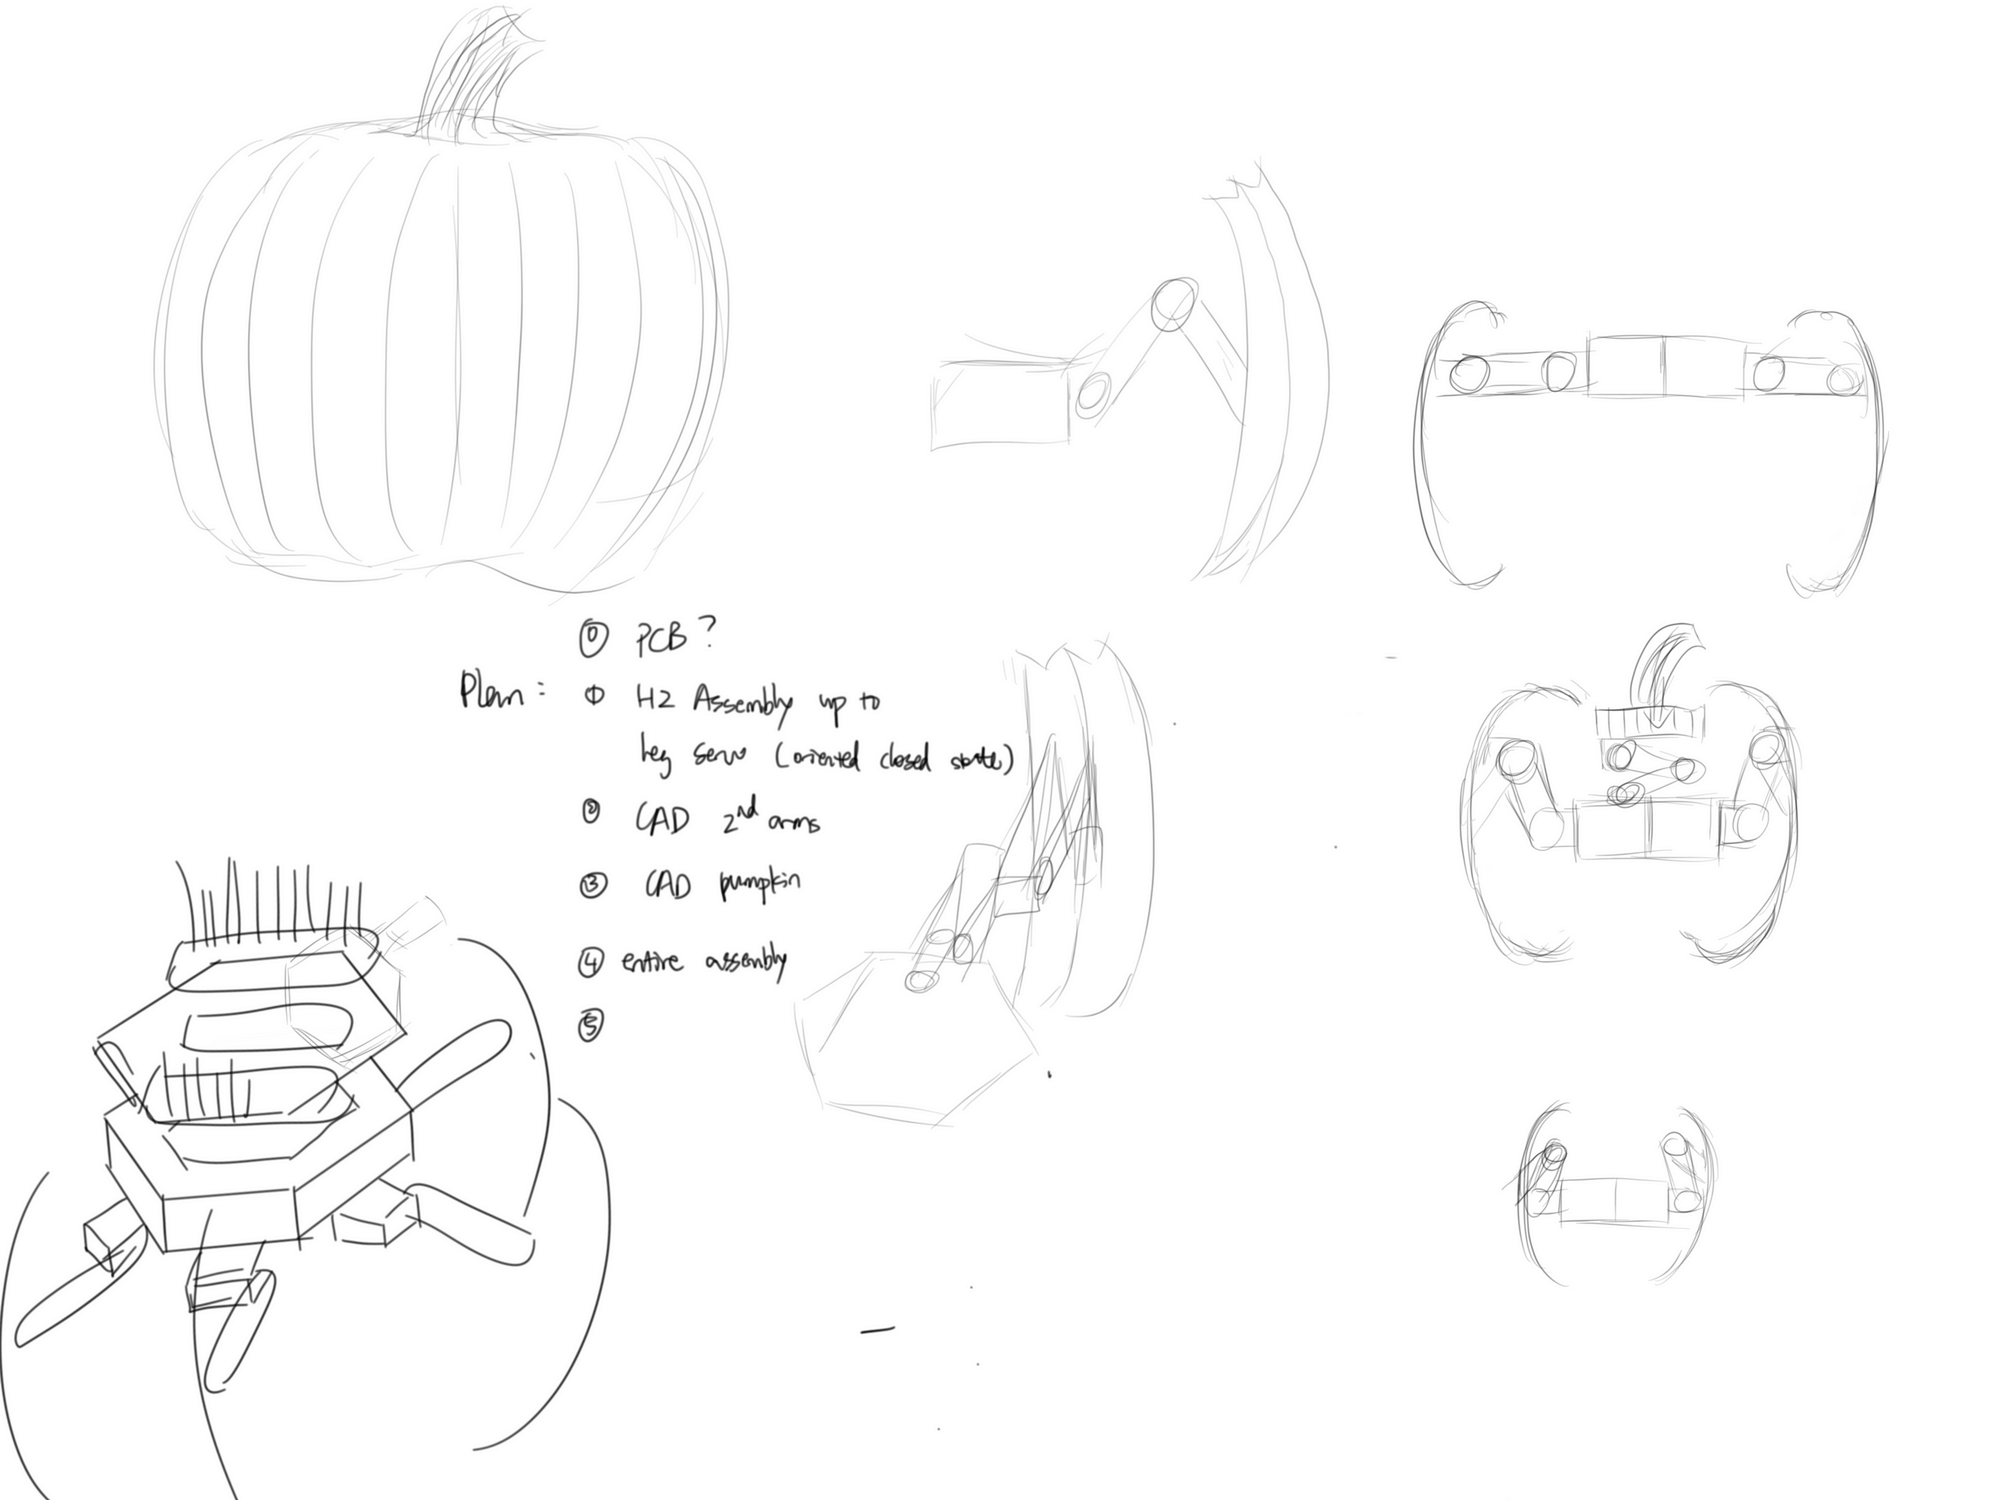 ⓪ PCB?
Plan: ① H2 Assembly up to
leg servo (oriented closed state)
② CAD 2nd arms
③ CAD pumpkin
④ entire assembly
⑤